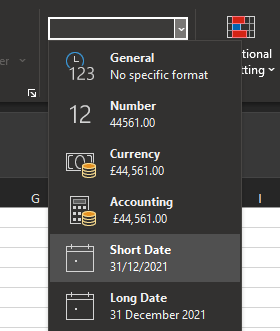 General
123
No specific format
tional
Number
12
44561.00
tting
Currency
£44,561.00
Accounting
£44,561.00
G
I
Short Date
31/12/2021
Long Date
31 December 2021